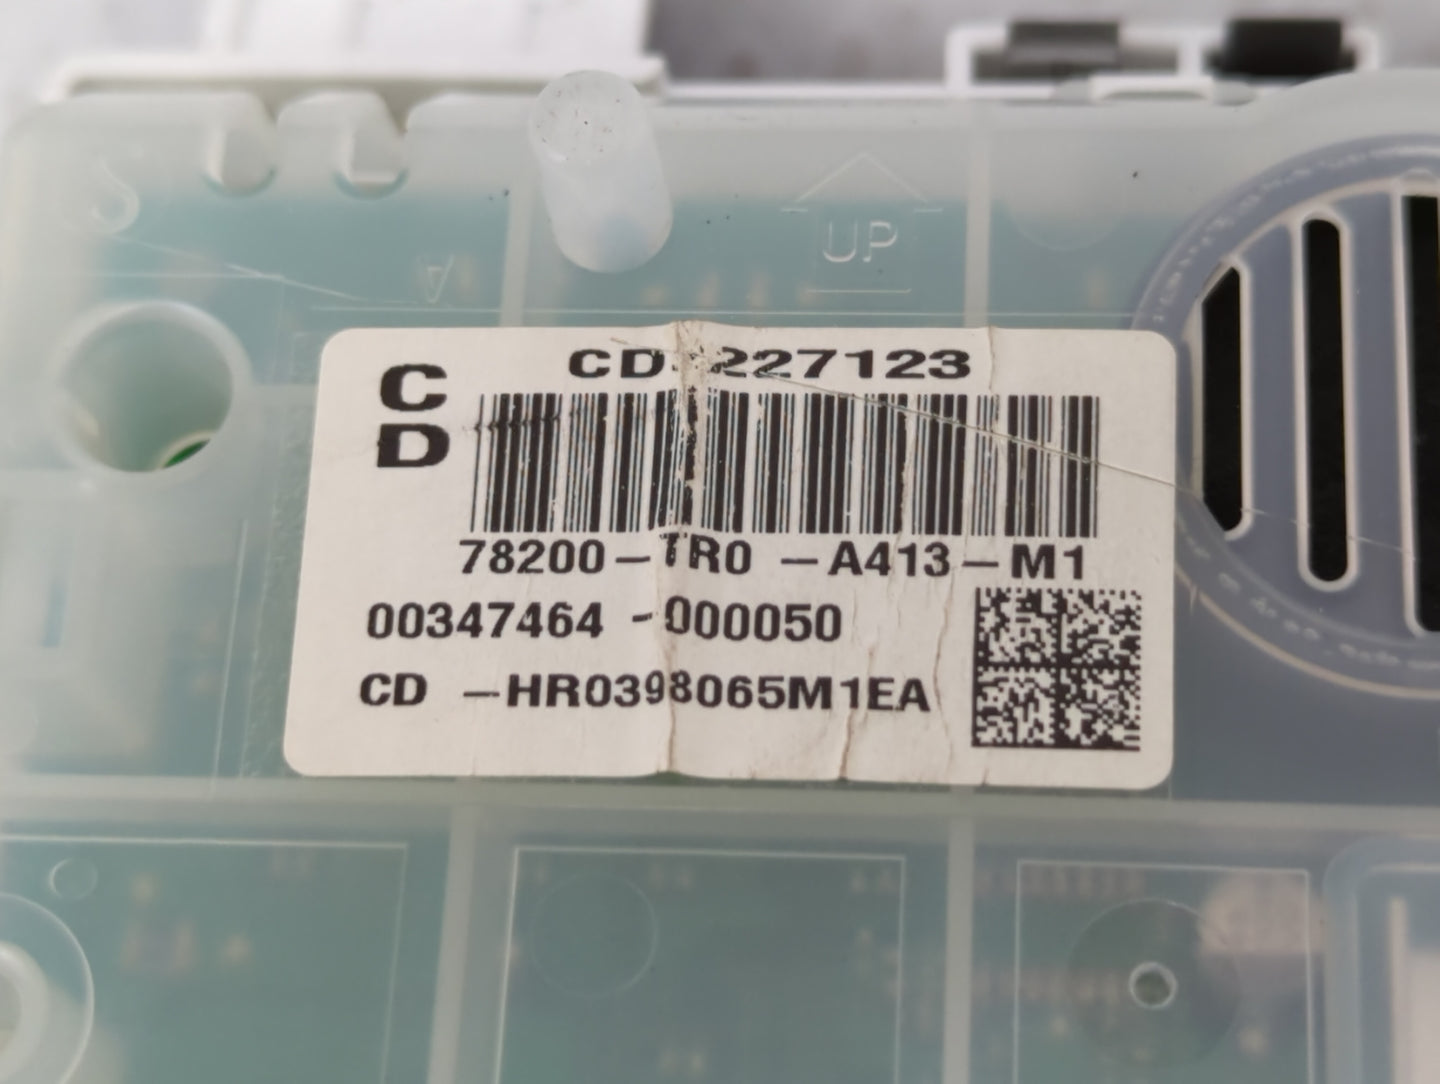 UP
A
CD-227123
C
D
78200-TR0 -A413-M1
00347464 -000050
CD -HR0398065M1EA